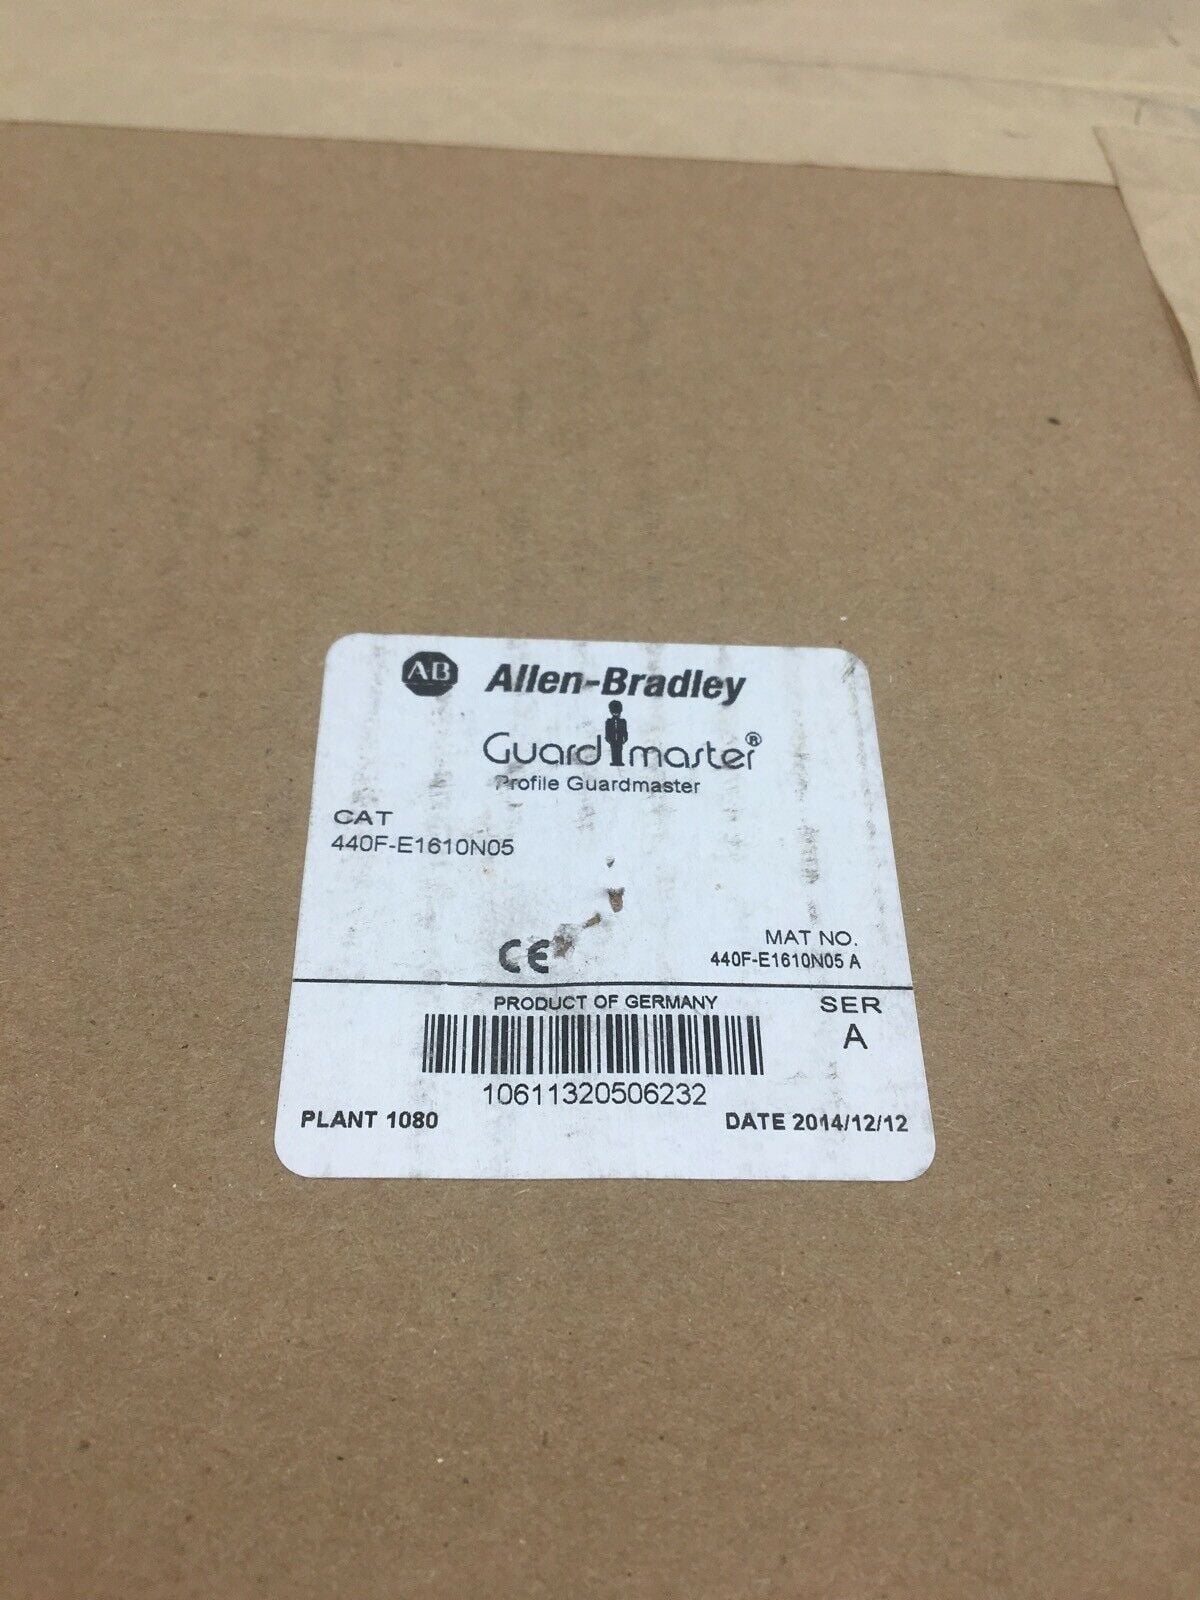 AB Allen-Bradley
Guardmaster®
Profile Guardmaster
CAT
440F-E1610N05
MAT NO.
CE
440F-E1610N05 A
PRODUCT OF GERMANY
SER
A
10611320506232
PLANT 1080
DATE 2014/12/12